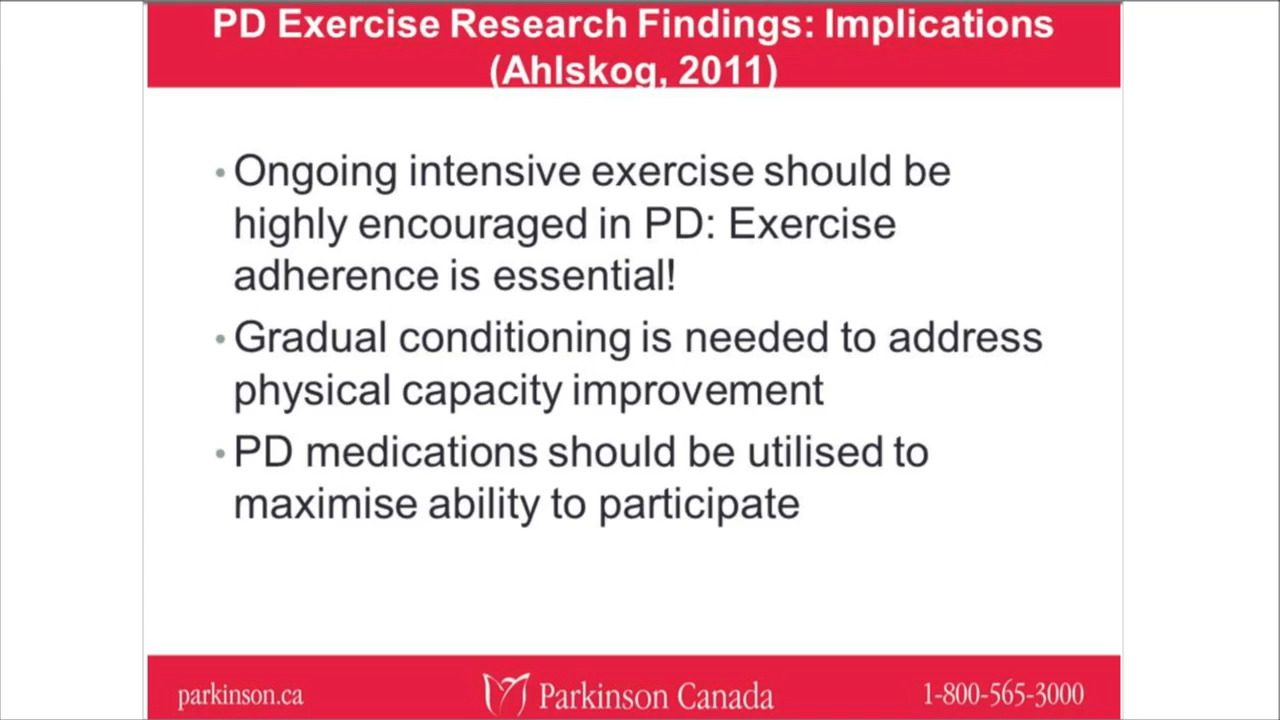 PD Exercise Research Findings: Implications
(Ahlskog, 2011)
• Ongoing intensive exercise should be
highly encouraged in PD: Exercise
adherence is essential!
• Gradual conditioning is needed to address
physical capacity improvement
• PD medications should be utilised to
maximise ability to participate
parkinson.ca
Parkinson Canada
1-800-565-3000